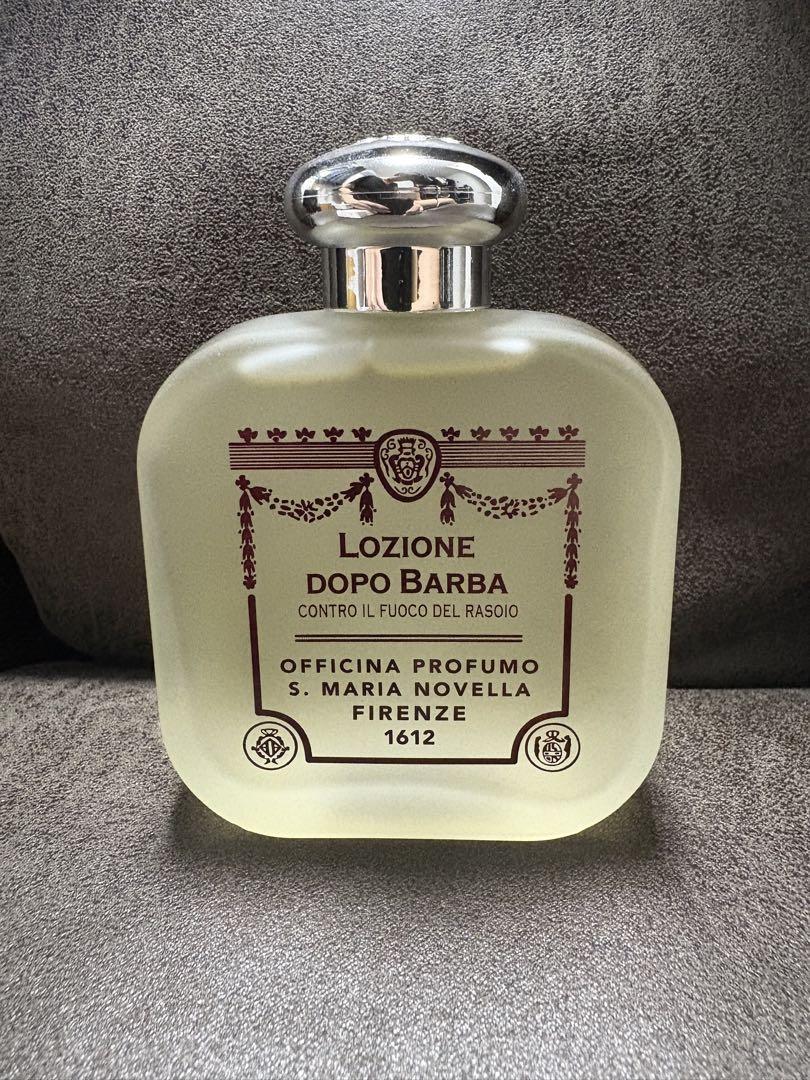 LOZIONE
DOPO BARBA
CONTRO IL FUOCO DEL RASOIO
OFFICINA PROFUMO
S. MARIA NOVELLA
FIRENZE
1612